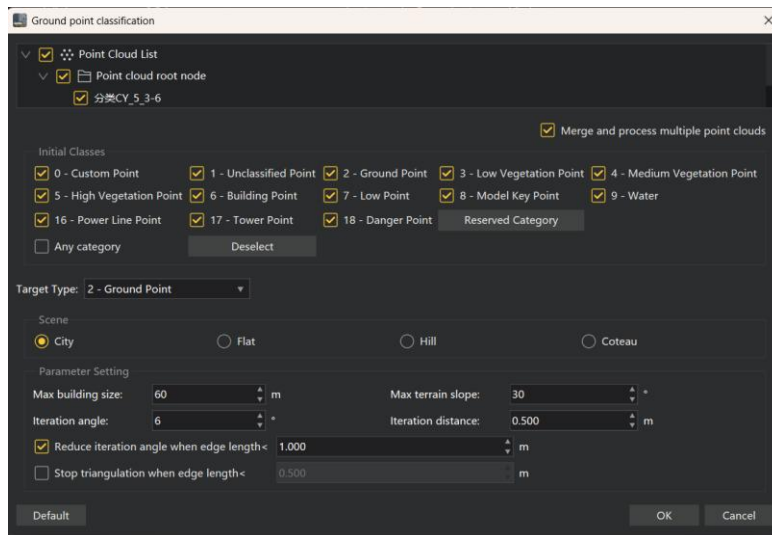 Ground point classification
Point Cloud List
Point cloud root node
分类CY_5_3-6
Merge and process multiple point clouds
Initial Classes
0 - Custom Point 1 - Unclassified Point 2 - Ground Point 3 - Low Vegetation Point 4 - Medium Vegetation Point
5 - High Vegetation Point 6 - Building Point 7 - Low Point 8 - Model Key Point 9 - Water
16 - Power Line Point 17 - Tower Point 18 - Danger Point Reserved Category
Any category Deselect
Target Type: 2 - Ground Point
Scene
City Flat Hill Coteau
Parameter Setting
Max building size: 60 m Max terrain slope: 30 °
Iteration angle: 6 ° Iteration distance: 0.500 m
Reduce iteration angle when edge length< 1.000 m
Stop triangulation when edge length< 0.500 m
Default OK Cancel